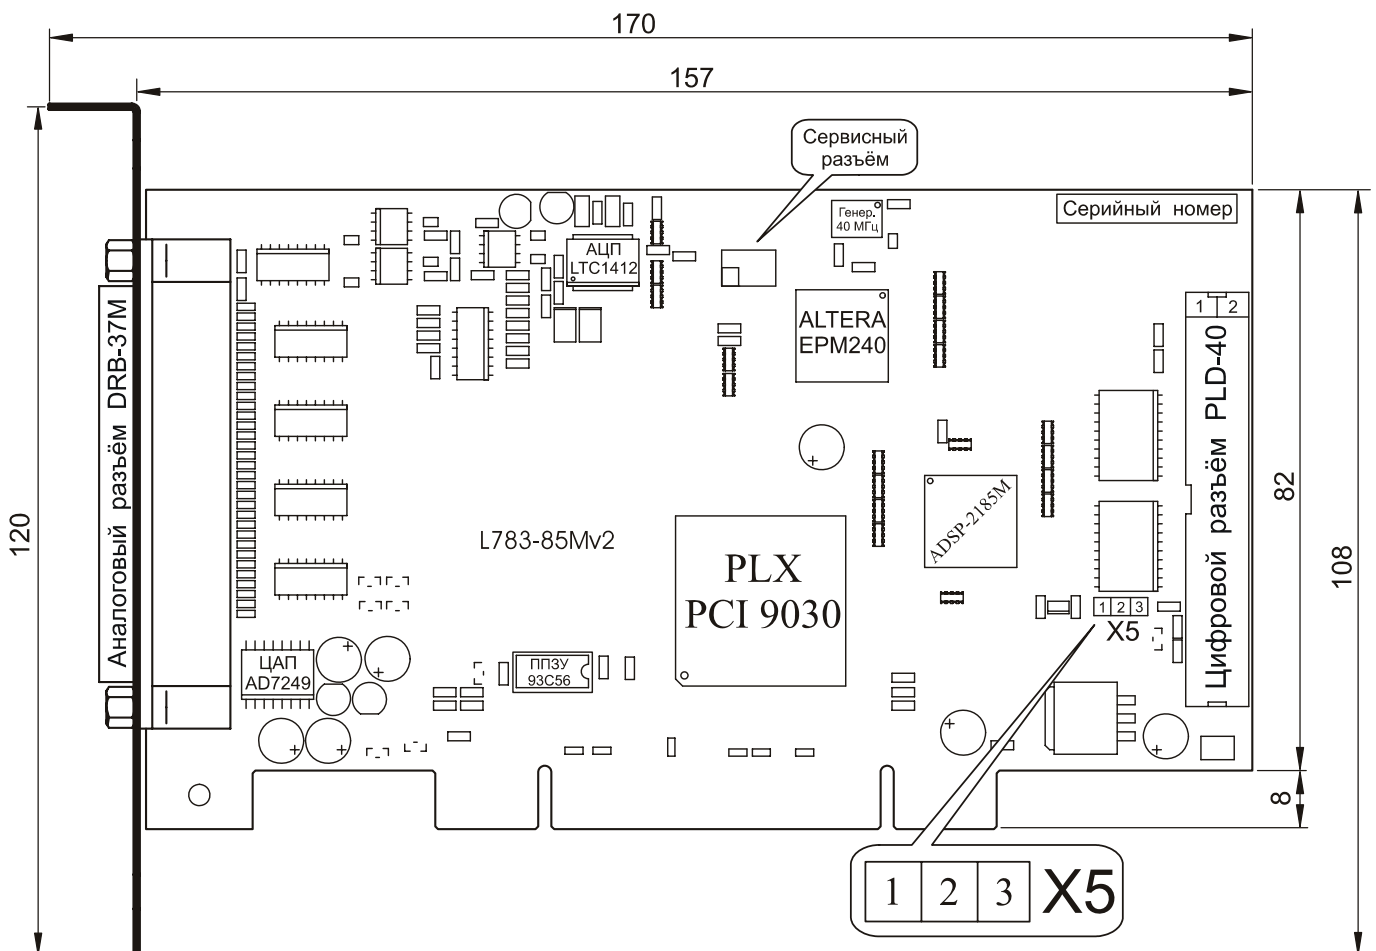 170
157
Сервисный
разъём
Генер.
40 МГц
Серийный номер
АЦП
LTC1412
ALTERA
EPM240
1 2
Аналоговый разъём DRB-37M
Цифровой разъём PLD-40
120
82
108
L783-85Mv2
ADSP-2185M
PLX
PCI 9030
1 2 3
X5
ЦАП
AD7249
ППЗУ
93C56
8
1 2 3 X5